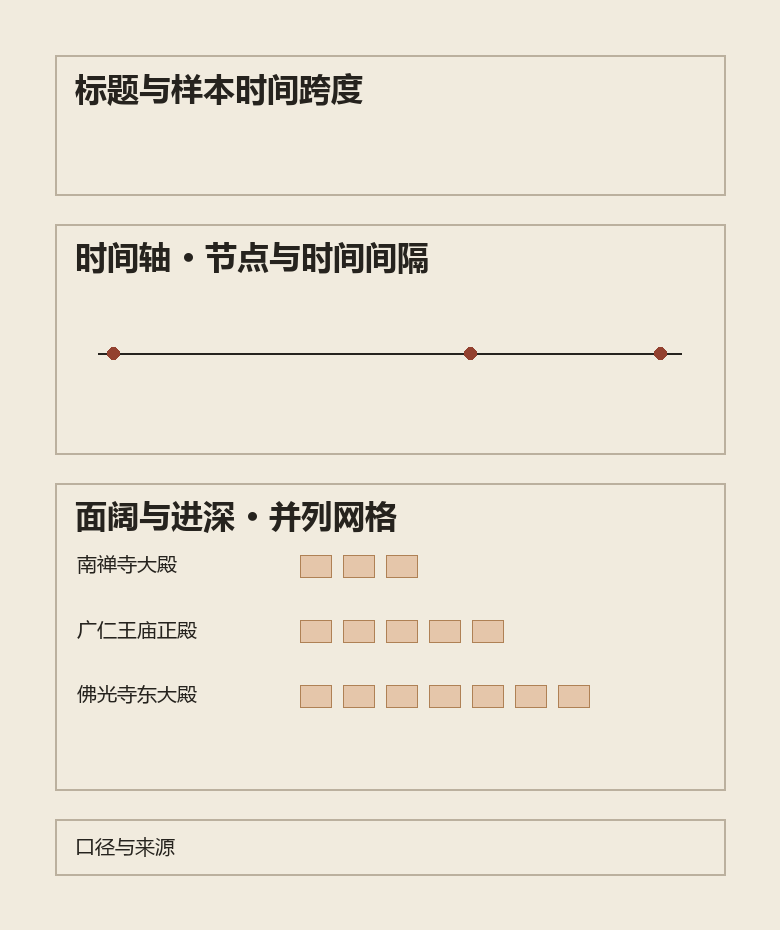 标题与样本时间跨度
时间轴・节点与时间间隔
面阔与进深・并列网格
南禅寺大殿
广仁王庙正殿
佛光寺东大殿
口径与来源